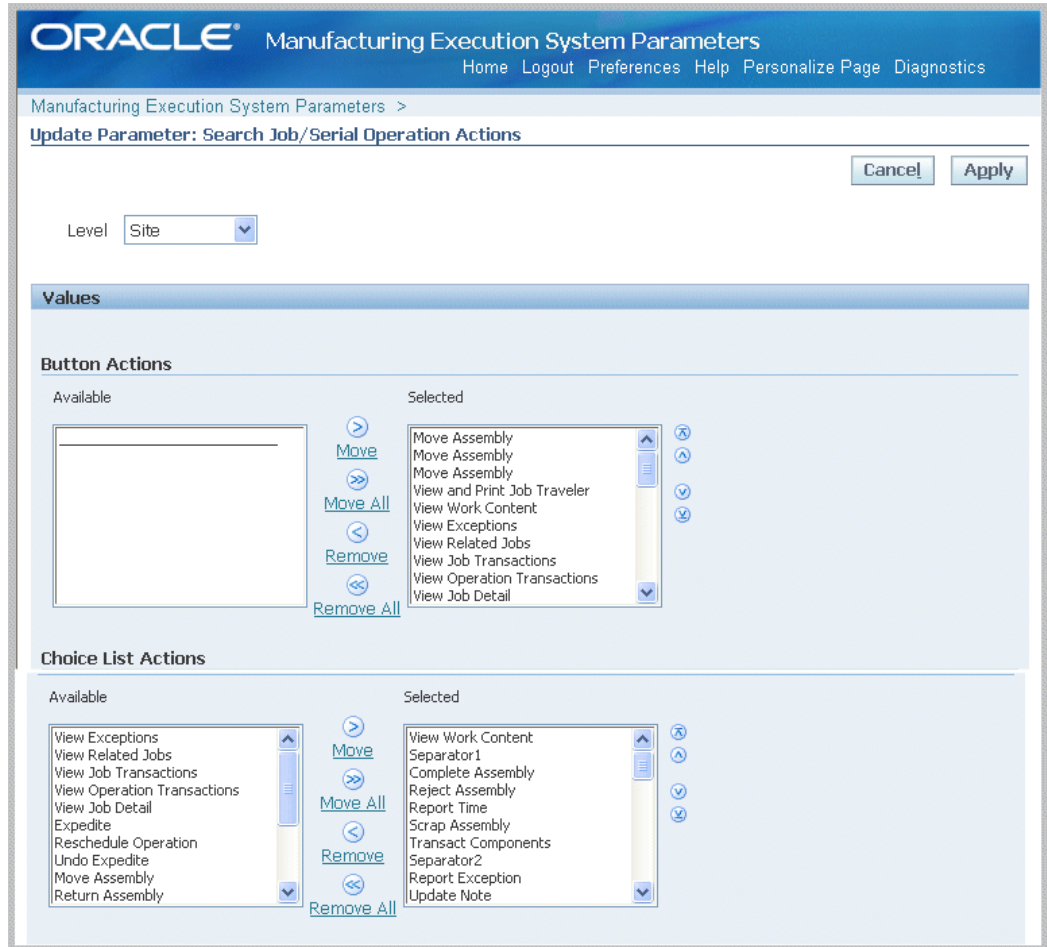 ORACLE® Manufacturing Execution System Parameters
Home Logout Preferences Help Personalize Page Diagnostics
Manufacturing Execution System Parameters >
Update Parameter: Search Job/Serial Operation Actions
Cancel Apply
Level Site
Values
Button Actions
Available
Move
Move All
Remove
Remove All
Selected
Move Assembly
Move Assembly
Move Assembly
View and Print Job Traveler
View Work Content
View Exceptions
View Related Jobs
View Job Transactions
View Operation Transactions
View Job Detail
Choice List Actions
Available
View Exceptions
View Related Jobs
View Job Transactions
View Operation Transactions
View Job Detail
Expedite
Reschedule Operation
Undo Expedite
Move Assembly
Return Assembly
Move
Move All
Remove
Remove All
Selected
View Work Content
Separator1
Complete Assembly
Reject Assembly
Report Time
Scrap Assembly
Transact Components
Separator2
Report Exception
Update Note